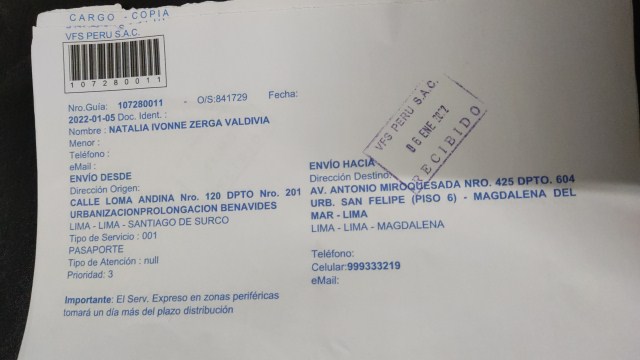 CARGO - COPIA
VFS PERU S.A.C.
107280011
Nro.Guía: 107280011 - O/S:841729 Fecha:
2022-01-05 Doc. Ident. :
Nombre : NATALIA IVONNE ZERGA VALDIVIA
Menor :
Teléfono :
eMail :
ENVÍO DESDE
Dirección Origen:
CALLE LOMA ANDINA Nro. 120 DPTO Nro. 201
URBANIZACIONPROLONGACION BENAVIDES
LIMA - LIMA - SANTIAGO DE SURCO
Tipo de Servicio : 001
PASAPORTE
Tipo de Atención : null
Prioridad: 3
Importante: El Serv. Expreso en zonas periféricas
tomará un día más del plazo distribución
VFS PERU S.A.C.
06 ENE 2022
RECIBIDO
ENVÍO HACIA
Dirección Destino:
AV. ANTONIO MIROQUESADA NRO. 425 DPTO. 604
URB. SAN FELIPE (PISO 6) - MAGDALENA DEL
MAR - LIMA
LIMA - LIMA - MAGDALENA
Teléfono:
Celular:999333219
eMail: